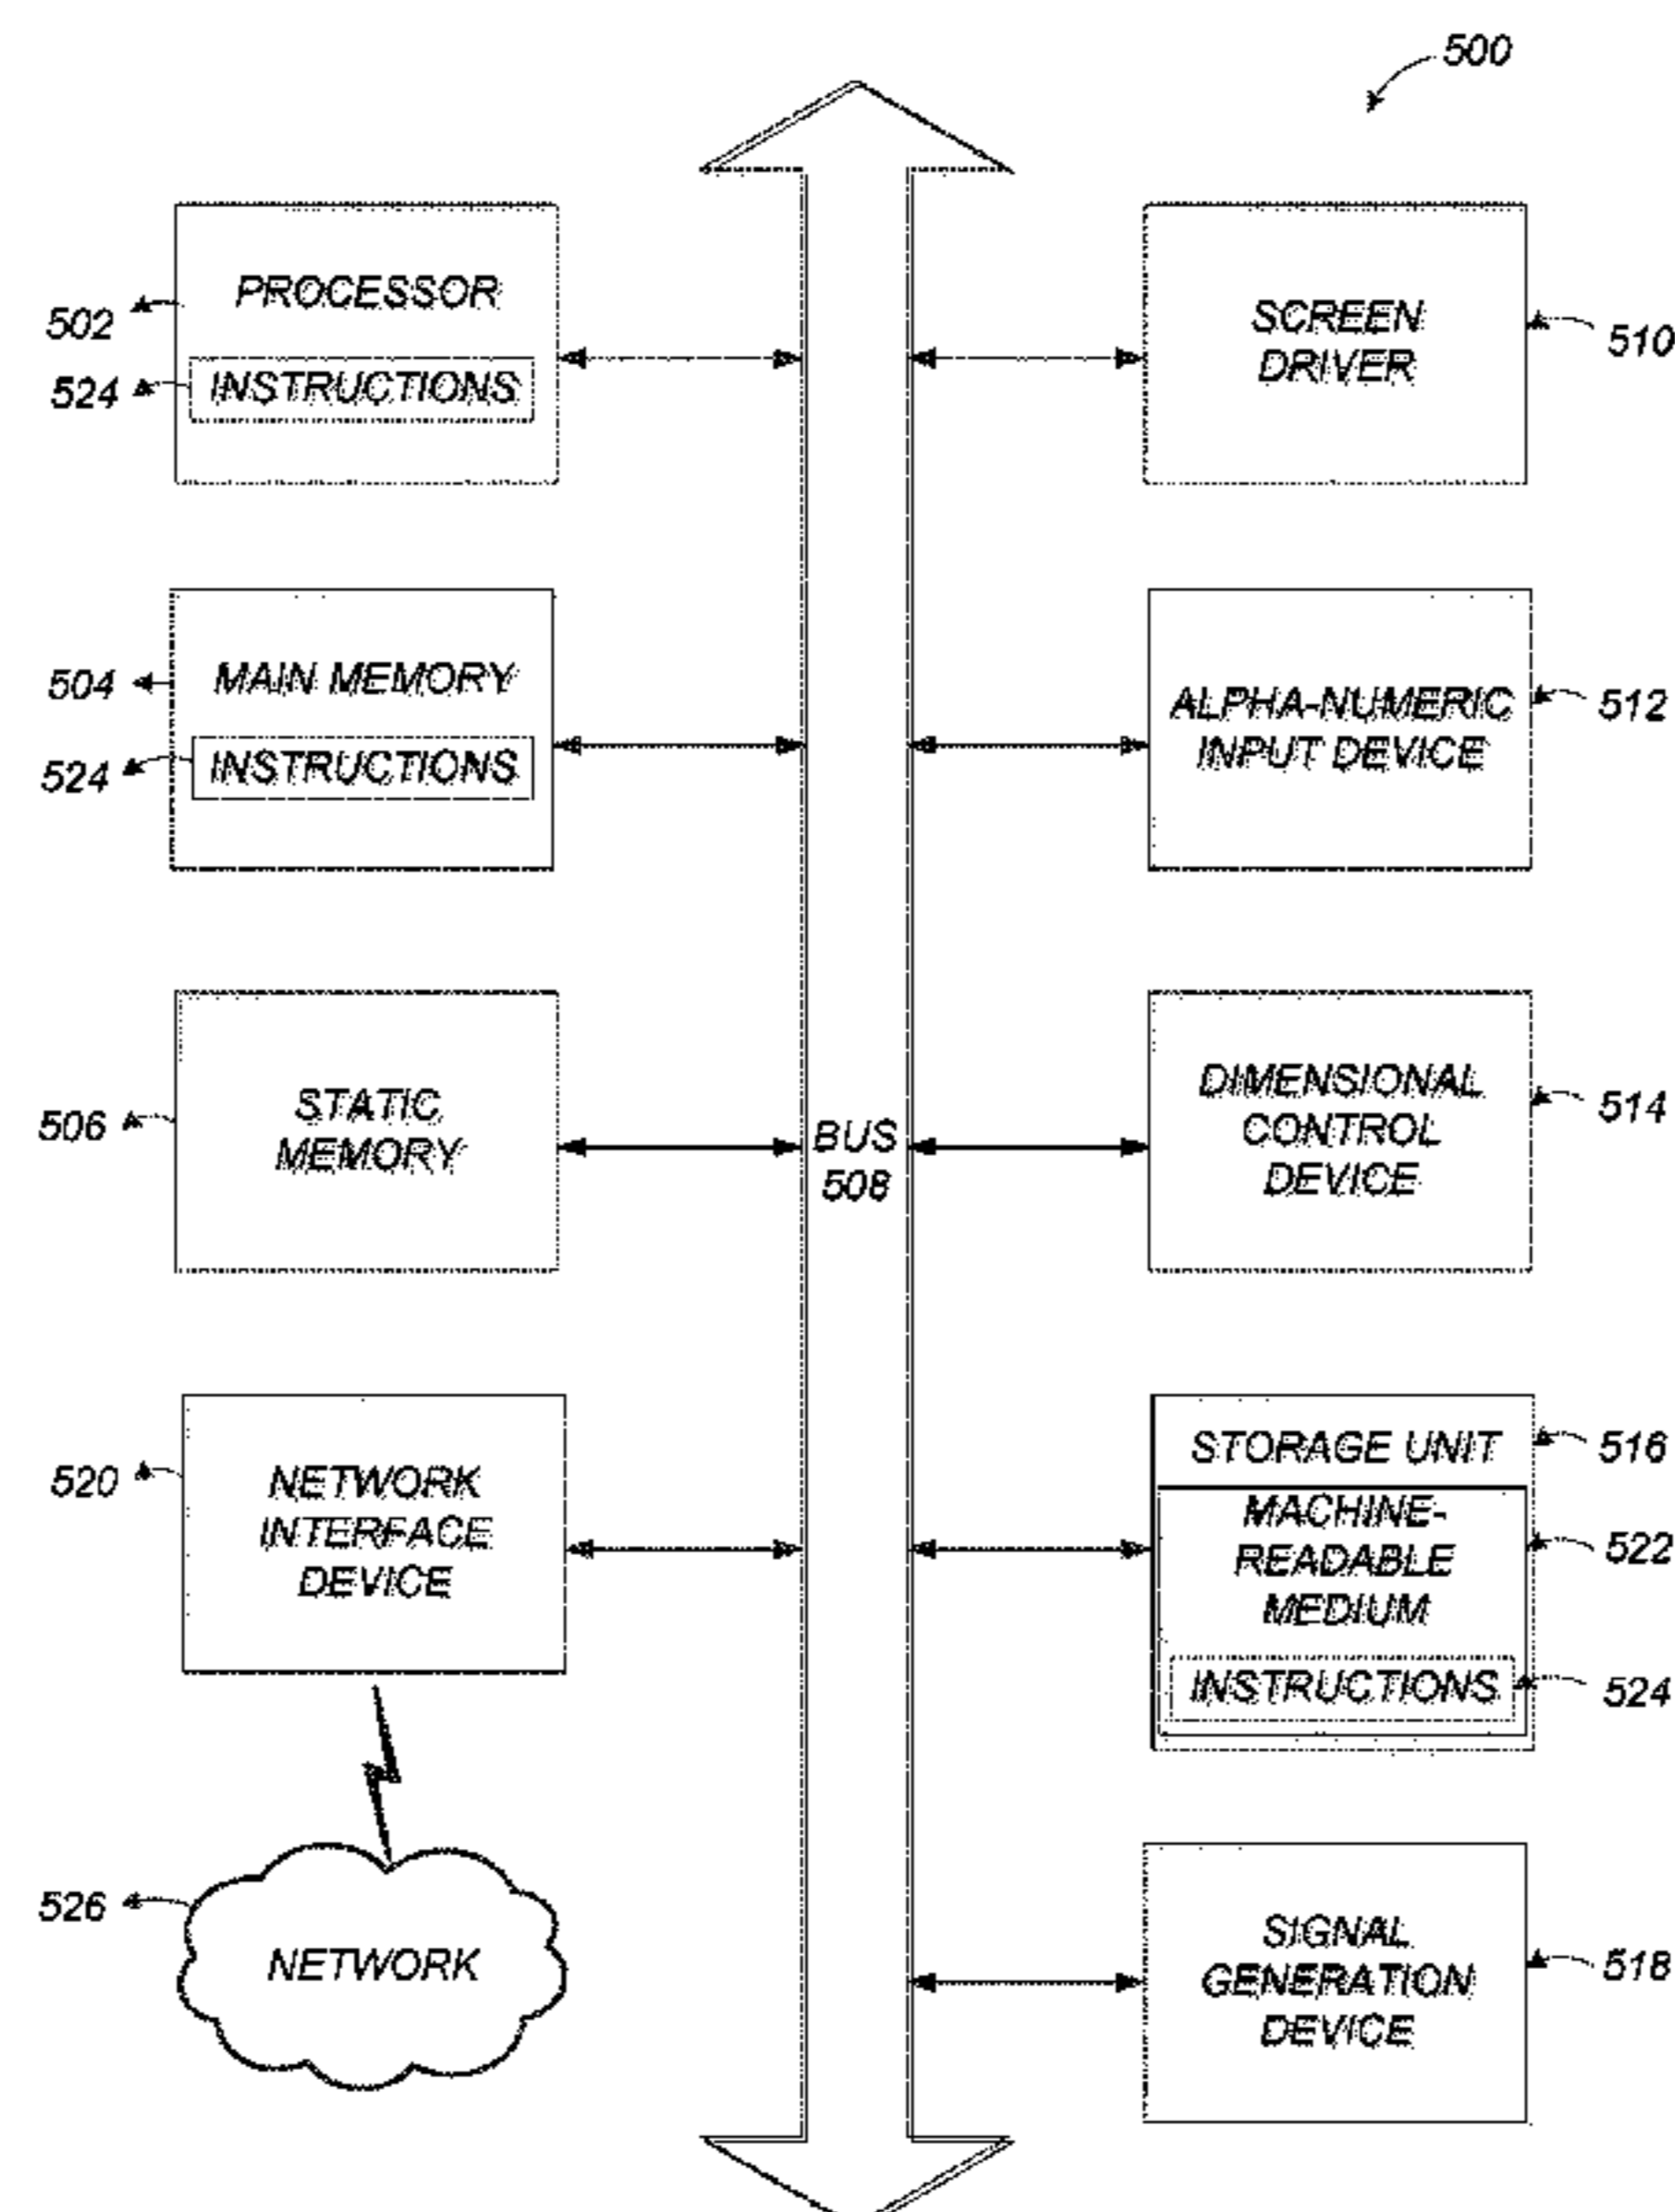 500
PROCESSOR
502
524
INSTRUCTIONS
SCREEN
DRIVER
510
504
MAIN MEMORY
524
INSTRUCTIONS
ALPHA-NUMERIC
INPUT DEVICE
512
506
STATIC
MEMORY
BUS
508
DIMENSIONAL
CONTROL
DEVICE
514
520
NETWORK
INTERFACE
DEVICE
STORAGE UNIT
516
MACHINE-
READABLE
MEDIUM
522
INSTRUCTIONS
524
526
NETWORK
SIGNAL
GENERATION
DEVICE
518